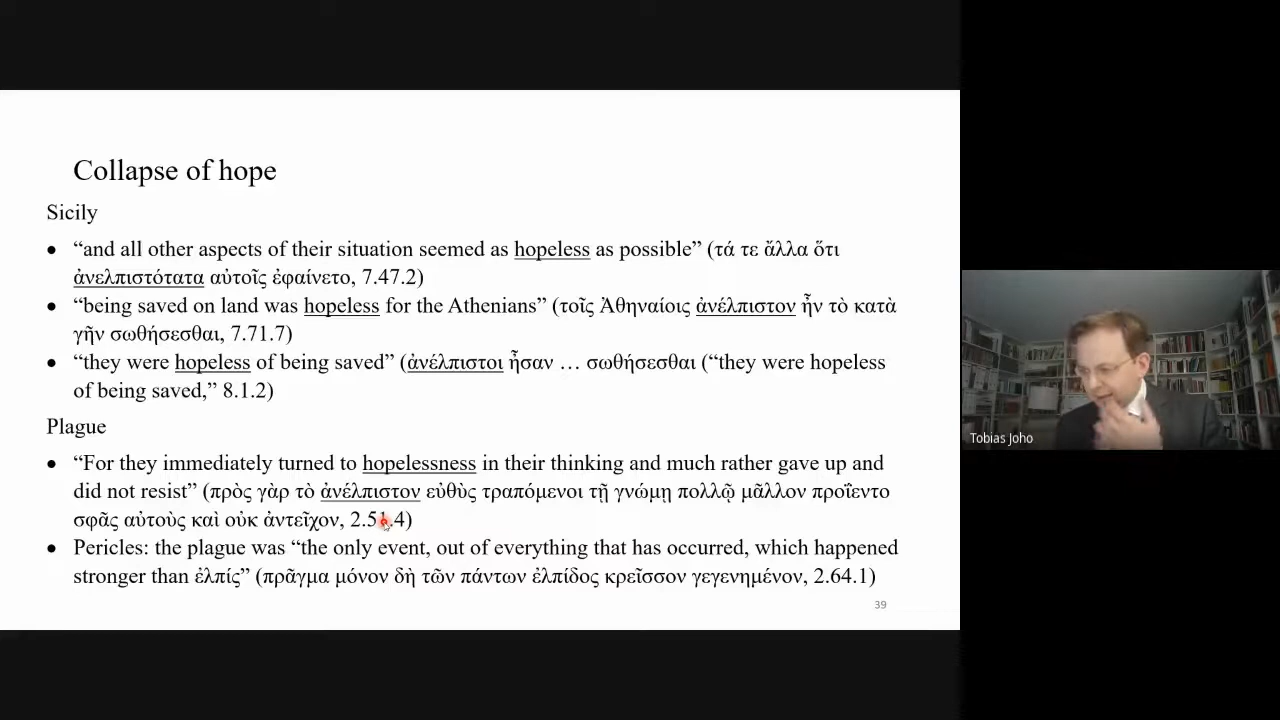 Collapse of hope
Sicily
• “and all other aspects of their situation seemed as hopeless as possible” (τά τε ἄλλα ὅτι
ἀνελπιστότατα αὐτοῖς ἐφαίνετο, 7.47.2)
• “being saved on land was hopeless for the Athenians” (τοῖς Ἀθηναίοις ἀνέλπιστον ἦν τὸ κατὰ
γῆν σωθήσεσθαι, 7.71.7)
• “they were hopeless of being saved” (ἀνέλπιστοι ἦσαν … σωθήσεσθαι (“they were hopeless
of being saved,” 8.1.2)
Plague
• “For they immediately turned to hopelessness in their thinking and much rather gave up and
did not resist” (πρὸς γὰρ τὸ ἀνέλπιστον εὐθὺς τραπόμενοι τῇ γνώμῃ πολλῷ μᾶλλον προΐεντο
σφᾶς αὐτοὺς καὶ οὐκ ἀντεῖχον, 2.51.4)
• Pericles: the plague was “the only event, out of everything that has occurred, which happened
stronger than ἐλπίς” (πρᾶγμα μόνον δὴ τῶν πάντων ἐλπίδος κρεῖσσον γεγενημένον, 2.64.1)
39
Tobias Joho